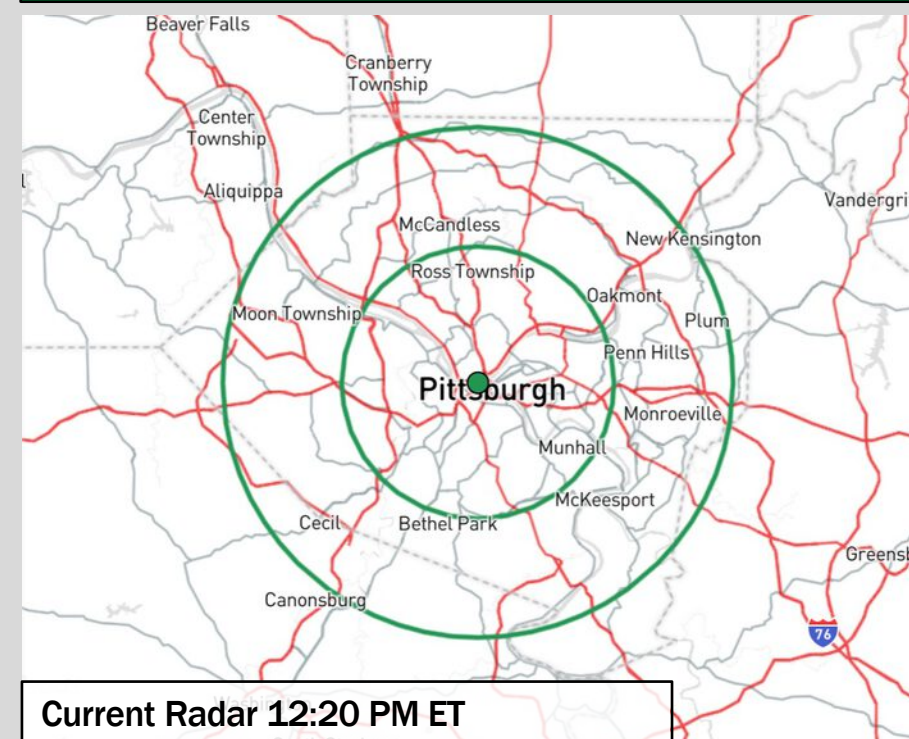 Beaver Falls
Cranberry
Township
Center
Township
Aliquippa
Vandergri
McCandless
New Kensington
Ross Township
Oakmont
Moon Township
Plum
Penn Hills
Pittsburgh
Monroeville
Munhall
McKeesport
Cecil
Bethel Park
Greensb
Canonsburg
76
Current Radar 12:20 PM ET